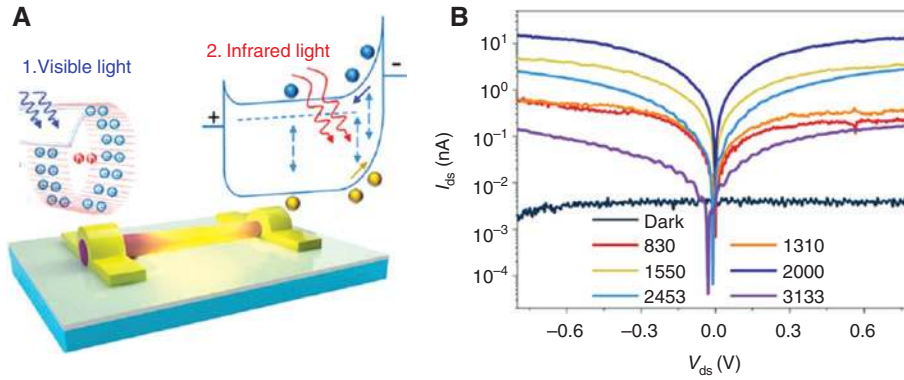 A
1.Visible light
2. Infrared light
+
−
h h
B
I_ds (nA)
10^1
10^0
10^−1
10^−2
10^−3
10^−4
Dark
830
1310
1550
2000
2453
3133
−0.6
−0.3
0.0
0.3
0.6
V_ds (V)